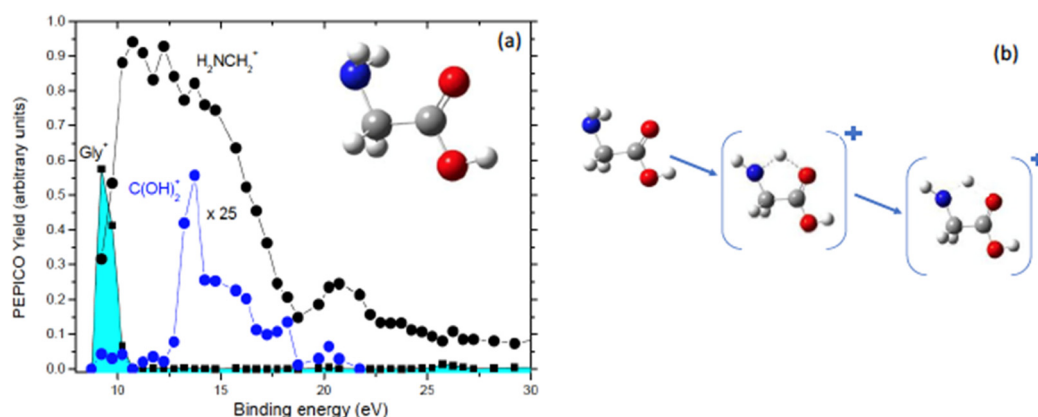 (a)
H₂NCH₂⁺
Gly⁺
C(OH)₂⁺
x 25
PEPICO Yield (arbitrary units)
1.0
0.9
0.8
0.7
0.6
0.5
0.4
0.3
0.2
0.1
0.0
10 15 20 25 30
Binding energy (eV)
(b)
+
+